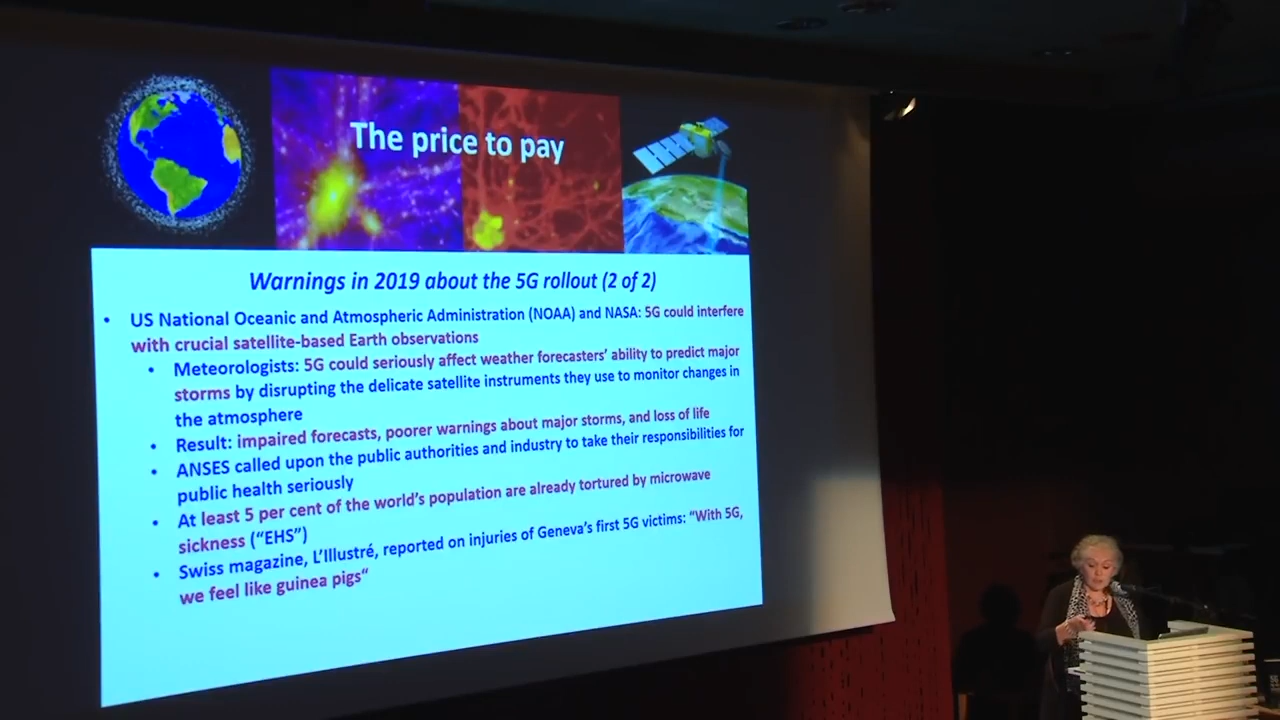 The price to pay
Warnings in 2019 about the 5G rollout (2 of 2)
• US National Oceanic and Atmospheric Administration (NOAA) and NASA: 5G could interfere
with crucial satellite-based Earth observations
• Meteorologists: 5G could seriously affect weather forecasters’ ability to predict major
storms by disrupting the delicate satellite instruments they use to monitor changes in
the atmosphere
• Result: impaired forecasts, poorer warnings about major storms, and loss of life
• ANSES called upon the public authorities and industry to take their responsibilities for
public health seriously
• At least 5 per cent of the world’s population are already tortured by microwave
sickness (“EHS”)
• Swiss magazine, L’Illustré, reported on injuries of Geneva’s first 5G victims: “With 5G,
we feel like guinea pigs“